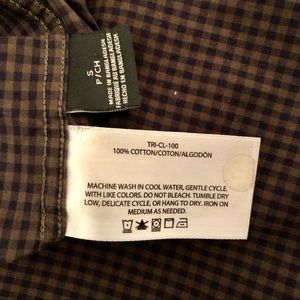 S
P/CH
MADE IN BANGLADESH
FABRIQUÉ AU BANGLADESH
HECHO EN BANGLADESH
TRI-CL-100
100% COTTON/COTON/ALGODÓN
MACHINE WASH IN COOL WATER, GENTLE CYCLE.
WITH LIKE COLORS. DO NOT BLEACH. TUMBLE DRY
LOW, DELICATE CYCLE, OR HANG TO DRY. IRON ON
MEDIUM AS NEEDED.